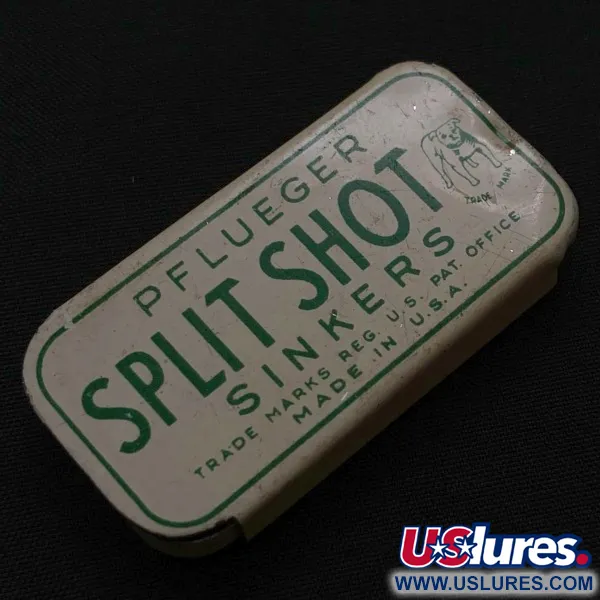 PFLUEGER
SPLIT SHOT
SINKERS
TRADE MARKS REG. U.S. PAT. OFFICE
MADE IN U.S.A.
TRADE MARK
USlures.
WWW.USLURES.COM